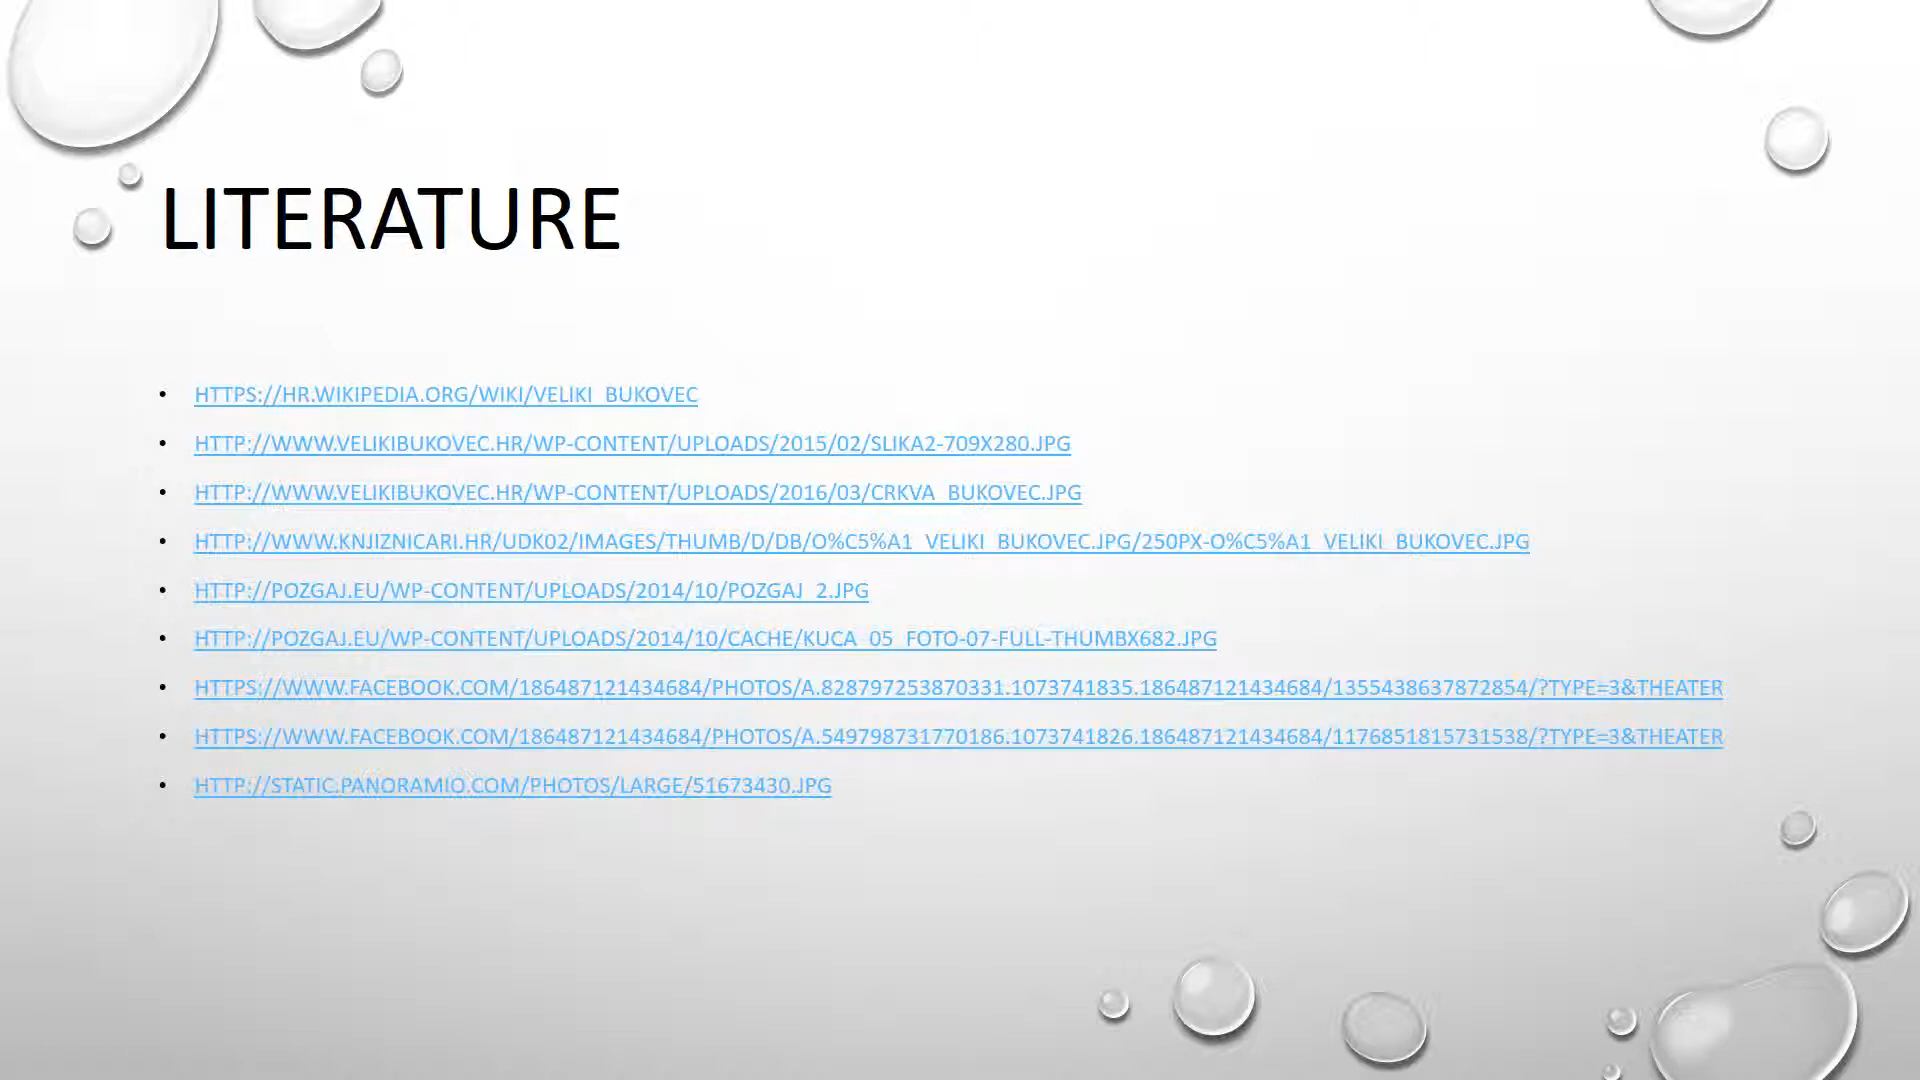 LITERATURE
• HTTPS://HR.WIKIPEDIA.ORG/WIKI/VELIKI_BUKOVEC
• HTTP://WWW.VELIKIBUKOVEC.HR/WP-CONTENT/UPLOADS/2015/02/SLIKA2-709X280.JPG
• HTTP://WWW.VELIKIBUKOVEC.HR/WP-CONTENT/UPLOADS/2016/03/CRKVA_BUKOVEC.JPG
• HTTP://WWW.KNJIZNICARI.HR/UDK02/IMAGES/THUMB/D/DB/O%C5%A1_VELIKI_BUKOVEC.JPG/250PX-O%C5%A1_VELIKI_BUKOVEC.JPG
• HTTP://POZGAJ.EU/WP-CONTENT/UPLOADS/2014/10/POZGAJ_2.JPG
• HTTP://POZGAJ.EU/WP-CONTENT/UPLOADS/2014/10/CACHE/KUCA_05_FOTO-07-FULL-THUMBX682.JPG
• HTTPS://WWW.FACEBOOK.COM/186487121434684/PHOTOS/A.828797253870331.1073741835.186487121434684/1355438637872854/?TYPE=3&THEATER
• HTTPS://WWW.FACEBOOK.COM/186487121434684/PHOTOS/A.549798731770186.1073741826.186487121434684/1176851815731538/?TYPE=3&THEATER
• HTTP://STATIC.PANORAMIO.COM/PHOTOS/LARGE/51673430.JPG